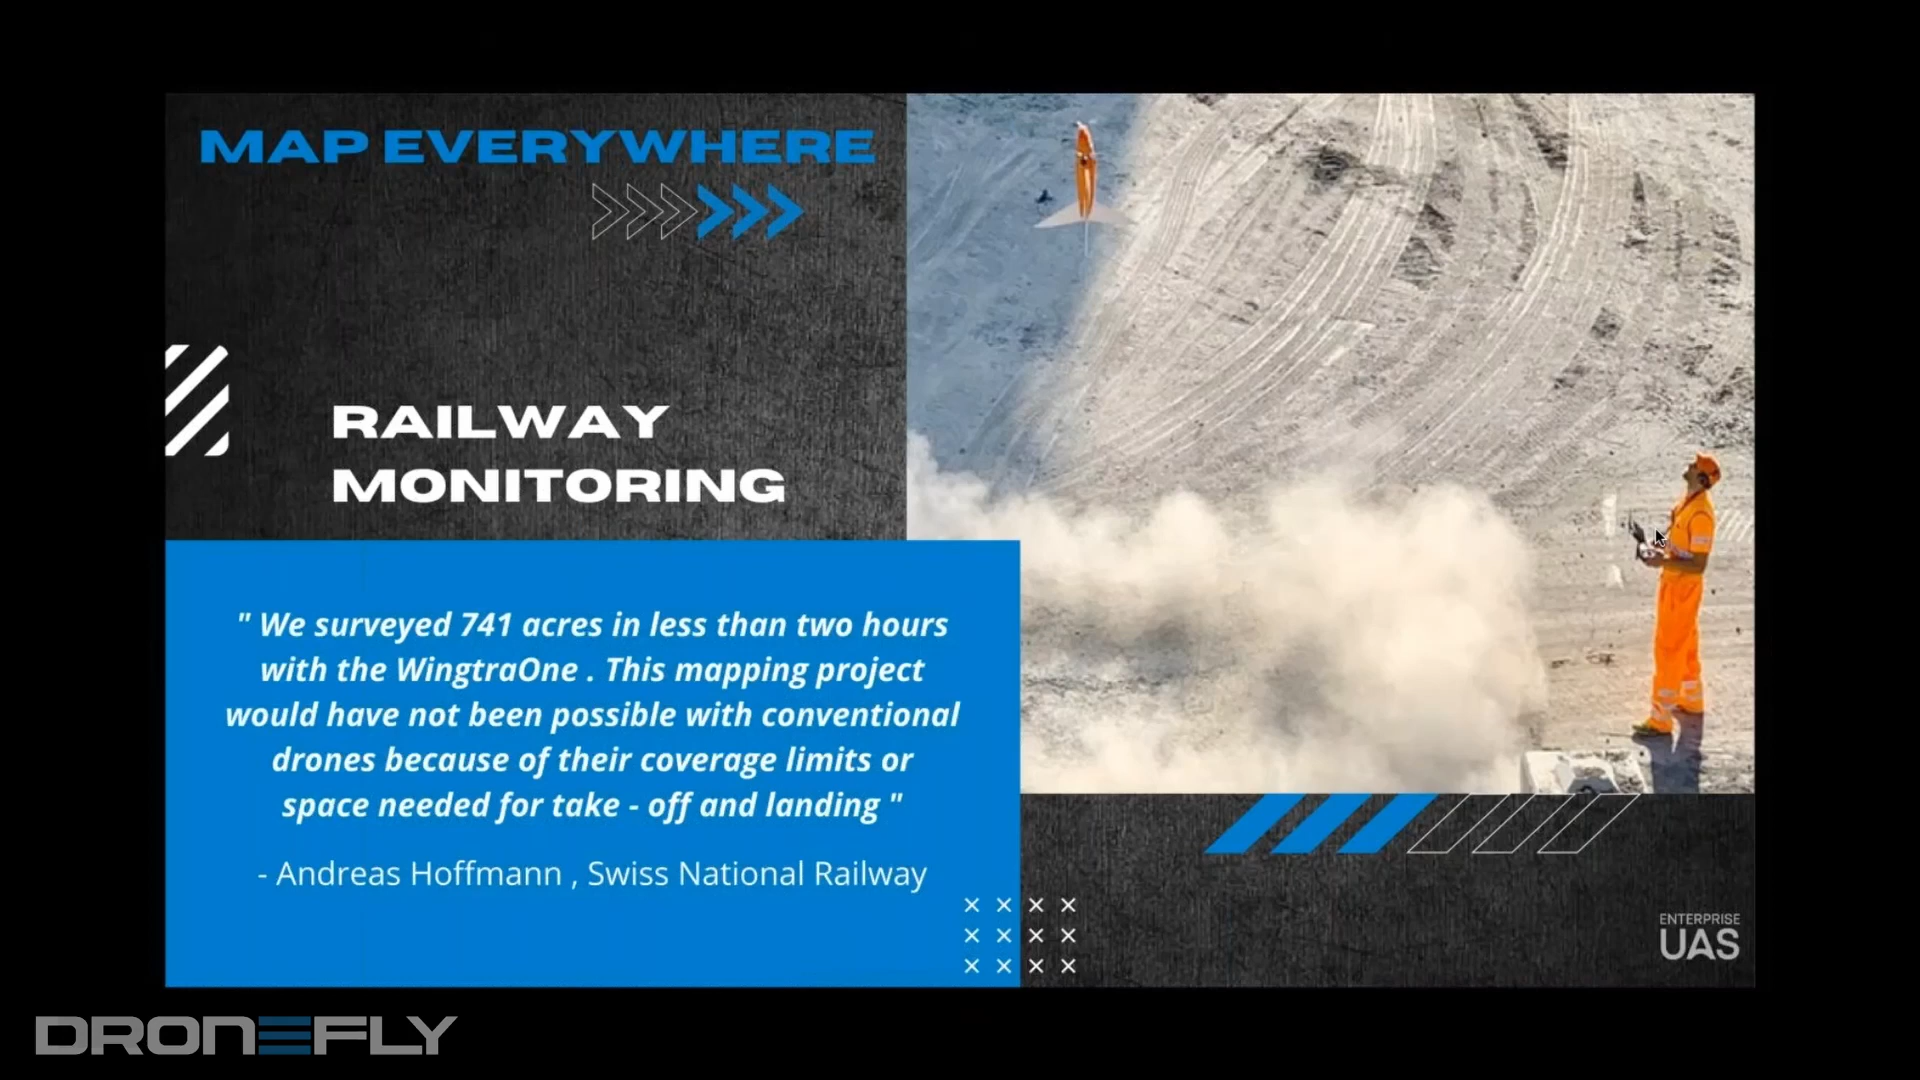 MAP EVERYWHERE
RAILWAY
MONITORING
" We surveyed 741 acres in less than two hours
with the WingtraOne . This mapping project
would have not been possible with conventional
drones because of their coverage limits or
space needed for take - off and landing "
- Andreas Hoffmann , Swiss National Railway
ENTERPRISE
UAS
DRONEFLY